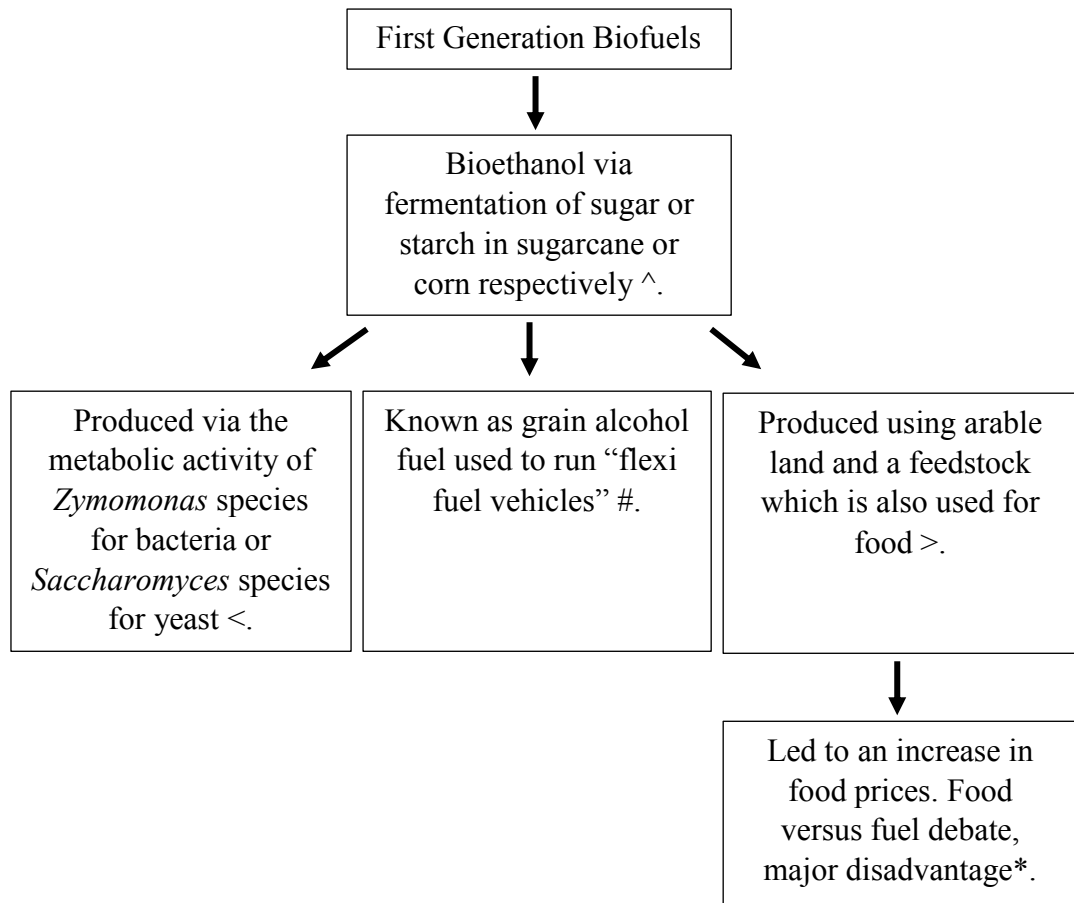 First Generation Biofuels
Bioethanol via
fermentation of sugar or
starch in sugarcane or
corn respectively ^.
Produced via the
metabolic activity of
Zymomonas species
for bacteria or
Saccharomyces species
for yeast <.
Known as grain alcohol
fuel used to run “flexi
fuel vehicles” #.
Produced using arable
land and a feedstock
which is also used for
food >.
Led to an increase in
food prices. Food
versus fuel debate,
major disadvantage*.